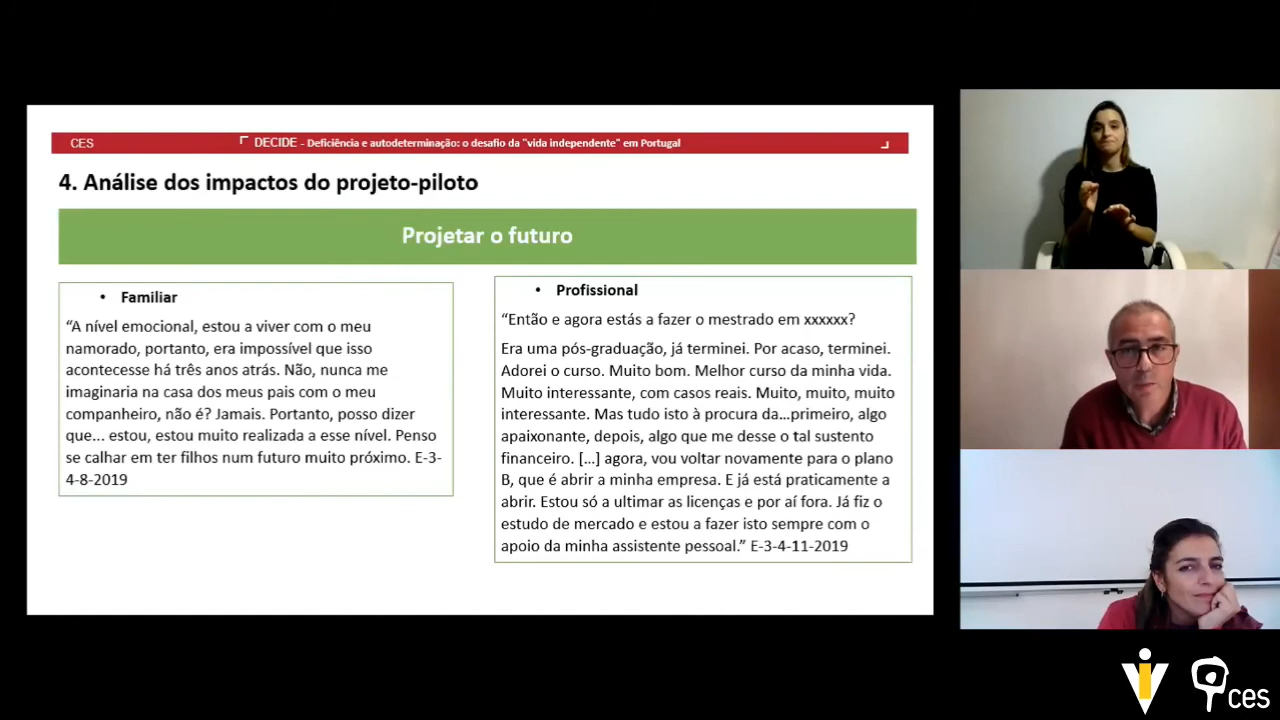 CES
DECIDE - Deficiência e autodeterminação: o desafio da "vida independente" em Portugal
4. Análise dos impactos do projeto-piloto
Projetar o futuro
• Familiar
“A nível emocional, estou a viver com o meu
namorado, portanto, era impossível que isso
acontecesse há três anos atrás. Não, nunca me
imaginaria na casa dos meus pais com o meu
companheiro, não é? Jamais. Portanto, posso dizer
que... estou, estou muito realizada a esse nível. Penso
se calhar em ter filhos num futuro muito próximo. E-3-
4-8-2019
• Profissional
“Então e agora estás a fazer o mestrado em xxxxxx?
Era uma pós-graduação, já terminei. Por acaso, terminei.
Adorei o curso. Muito bom. Melhor curso da minha vida.
Muito interessante, com casos reais. Muito, muito, muito
interessante. Mas tudo isto à procura da…primeiro, algo
apaixonante, depois, algo que me desse o tal sustento
financeiro. […] agora, vou voltar novamente para o plano
B, que é abrir a minha empresa. E já está praticamente a
abrir. Estou só a ultimar as licenças e por aí fora. Já fiz o
estudo de mercado e estou a fazer isto sempre com o
apoio da minha assistente pessoal.” E-3-4-11-2019
iV
ces